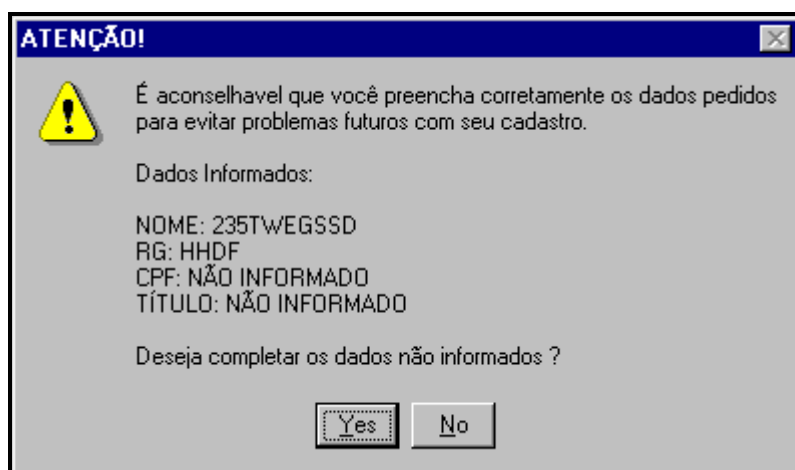 ATENÇÃO!
É aconselhavel que você preencha corretamente os dados pedidos
para evitar problemas futuros com seu cadastro.
Dados Informados:
NOME: 235TWEGSSD
RG: HHDF
CPF: NÃO INFORMADO
TÍTULO: NÃO INFORMADO
Deseja completar os dados não informados ?
Yes No